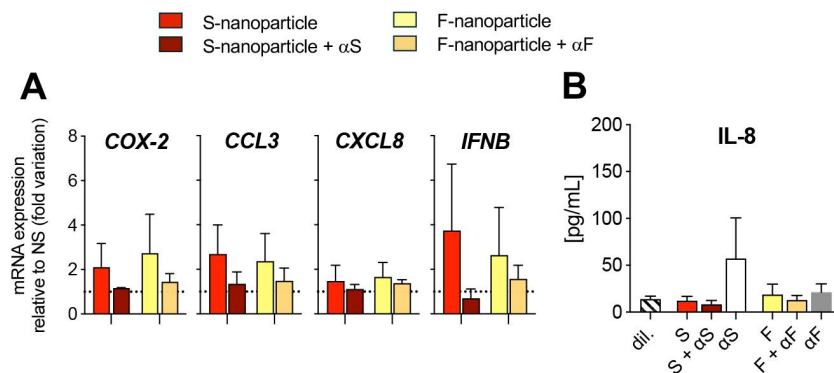 S-nanoparticle
F-nanoparticle
S-nanoparticle + αS
F-nanoparticle + αF
A
B
mRNA expression
relative to NS (fold variation)
8
6
4
2
0
COX-2
CCL3
CXCL8
IFNB
IL-8
[pg/mL]
200
150
100
50
0
dil.
S
S + αS
αS
F
F + αF
αF